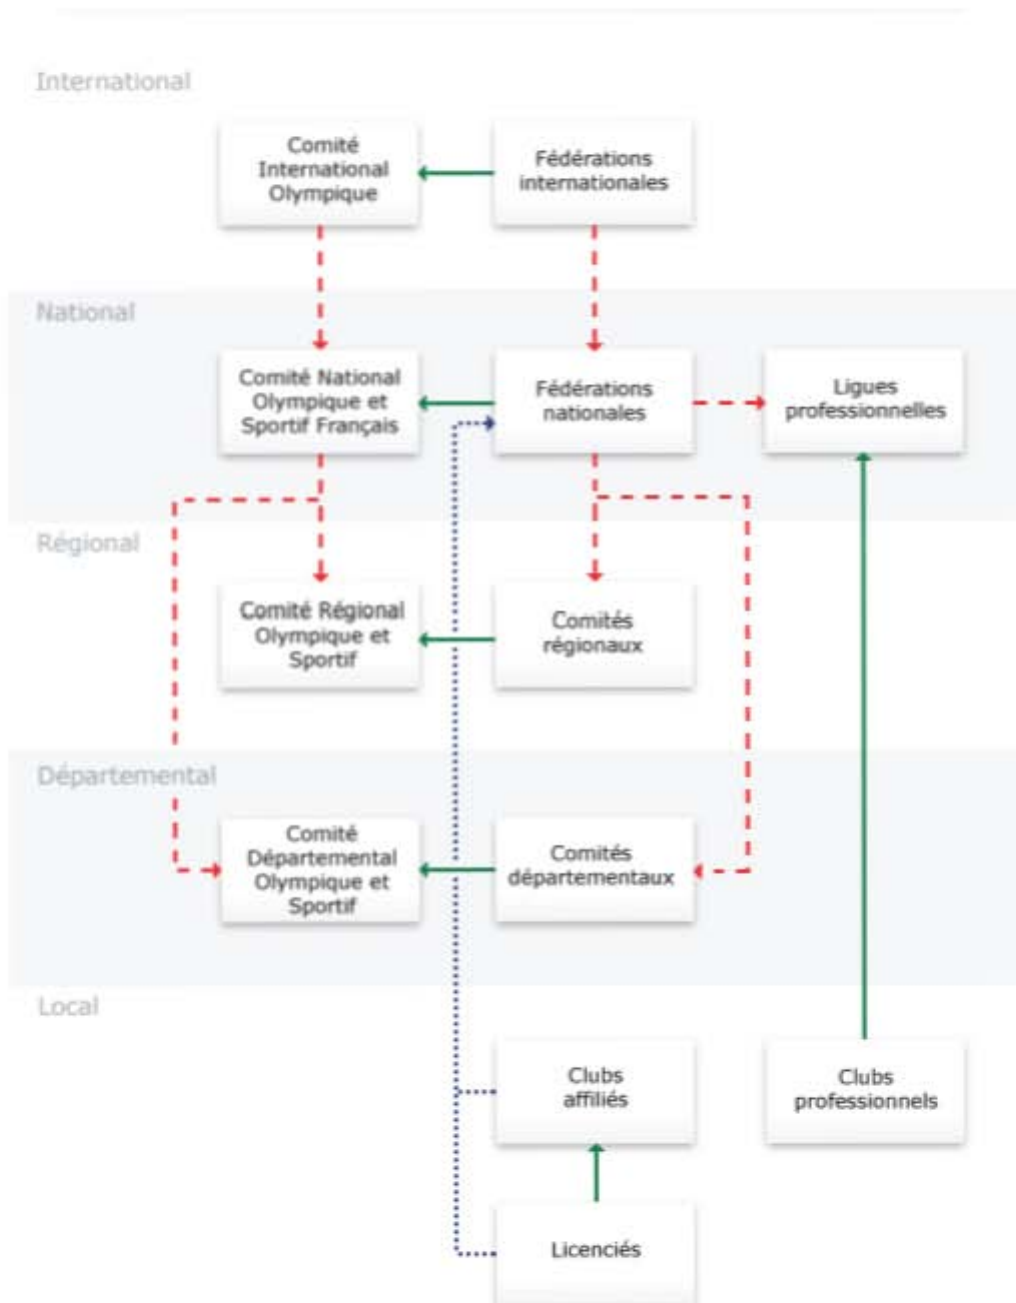 International
Comité
International
Olympique
Fédérations
internationales
National
Comité National
Olympique et
Sportif Français
Fédérations
nationales
Ligues
professionnelles
Régional
Comité Régional
Olympique et
Sportif
Comités
régionaux
Départemental
Comité
Départemental
Olympique et
Sportif
Comités
départementaux
Local
Clubs
affiliés
Clubs
professionnels
Licenciés